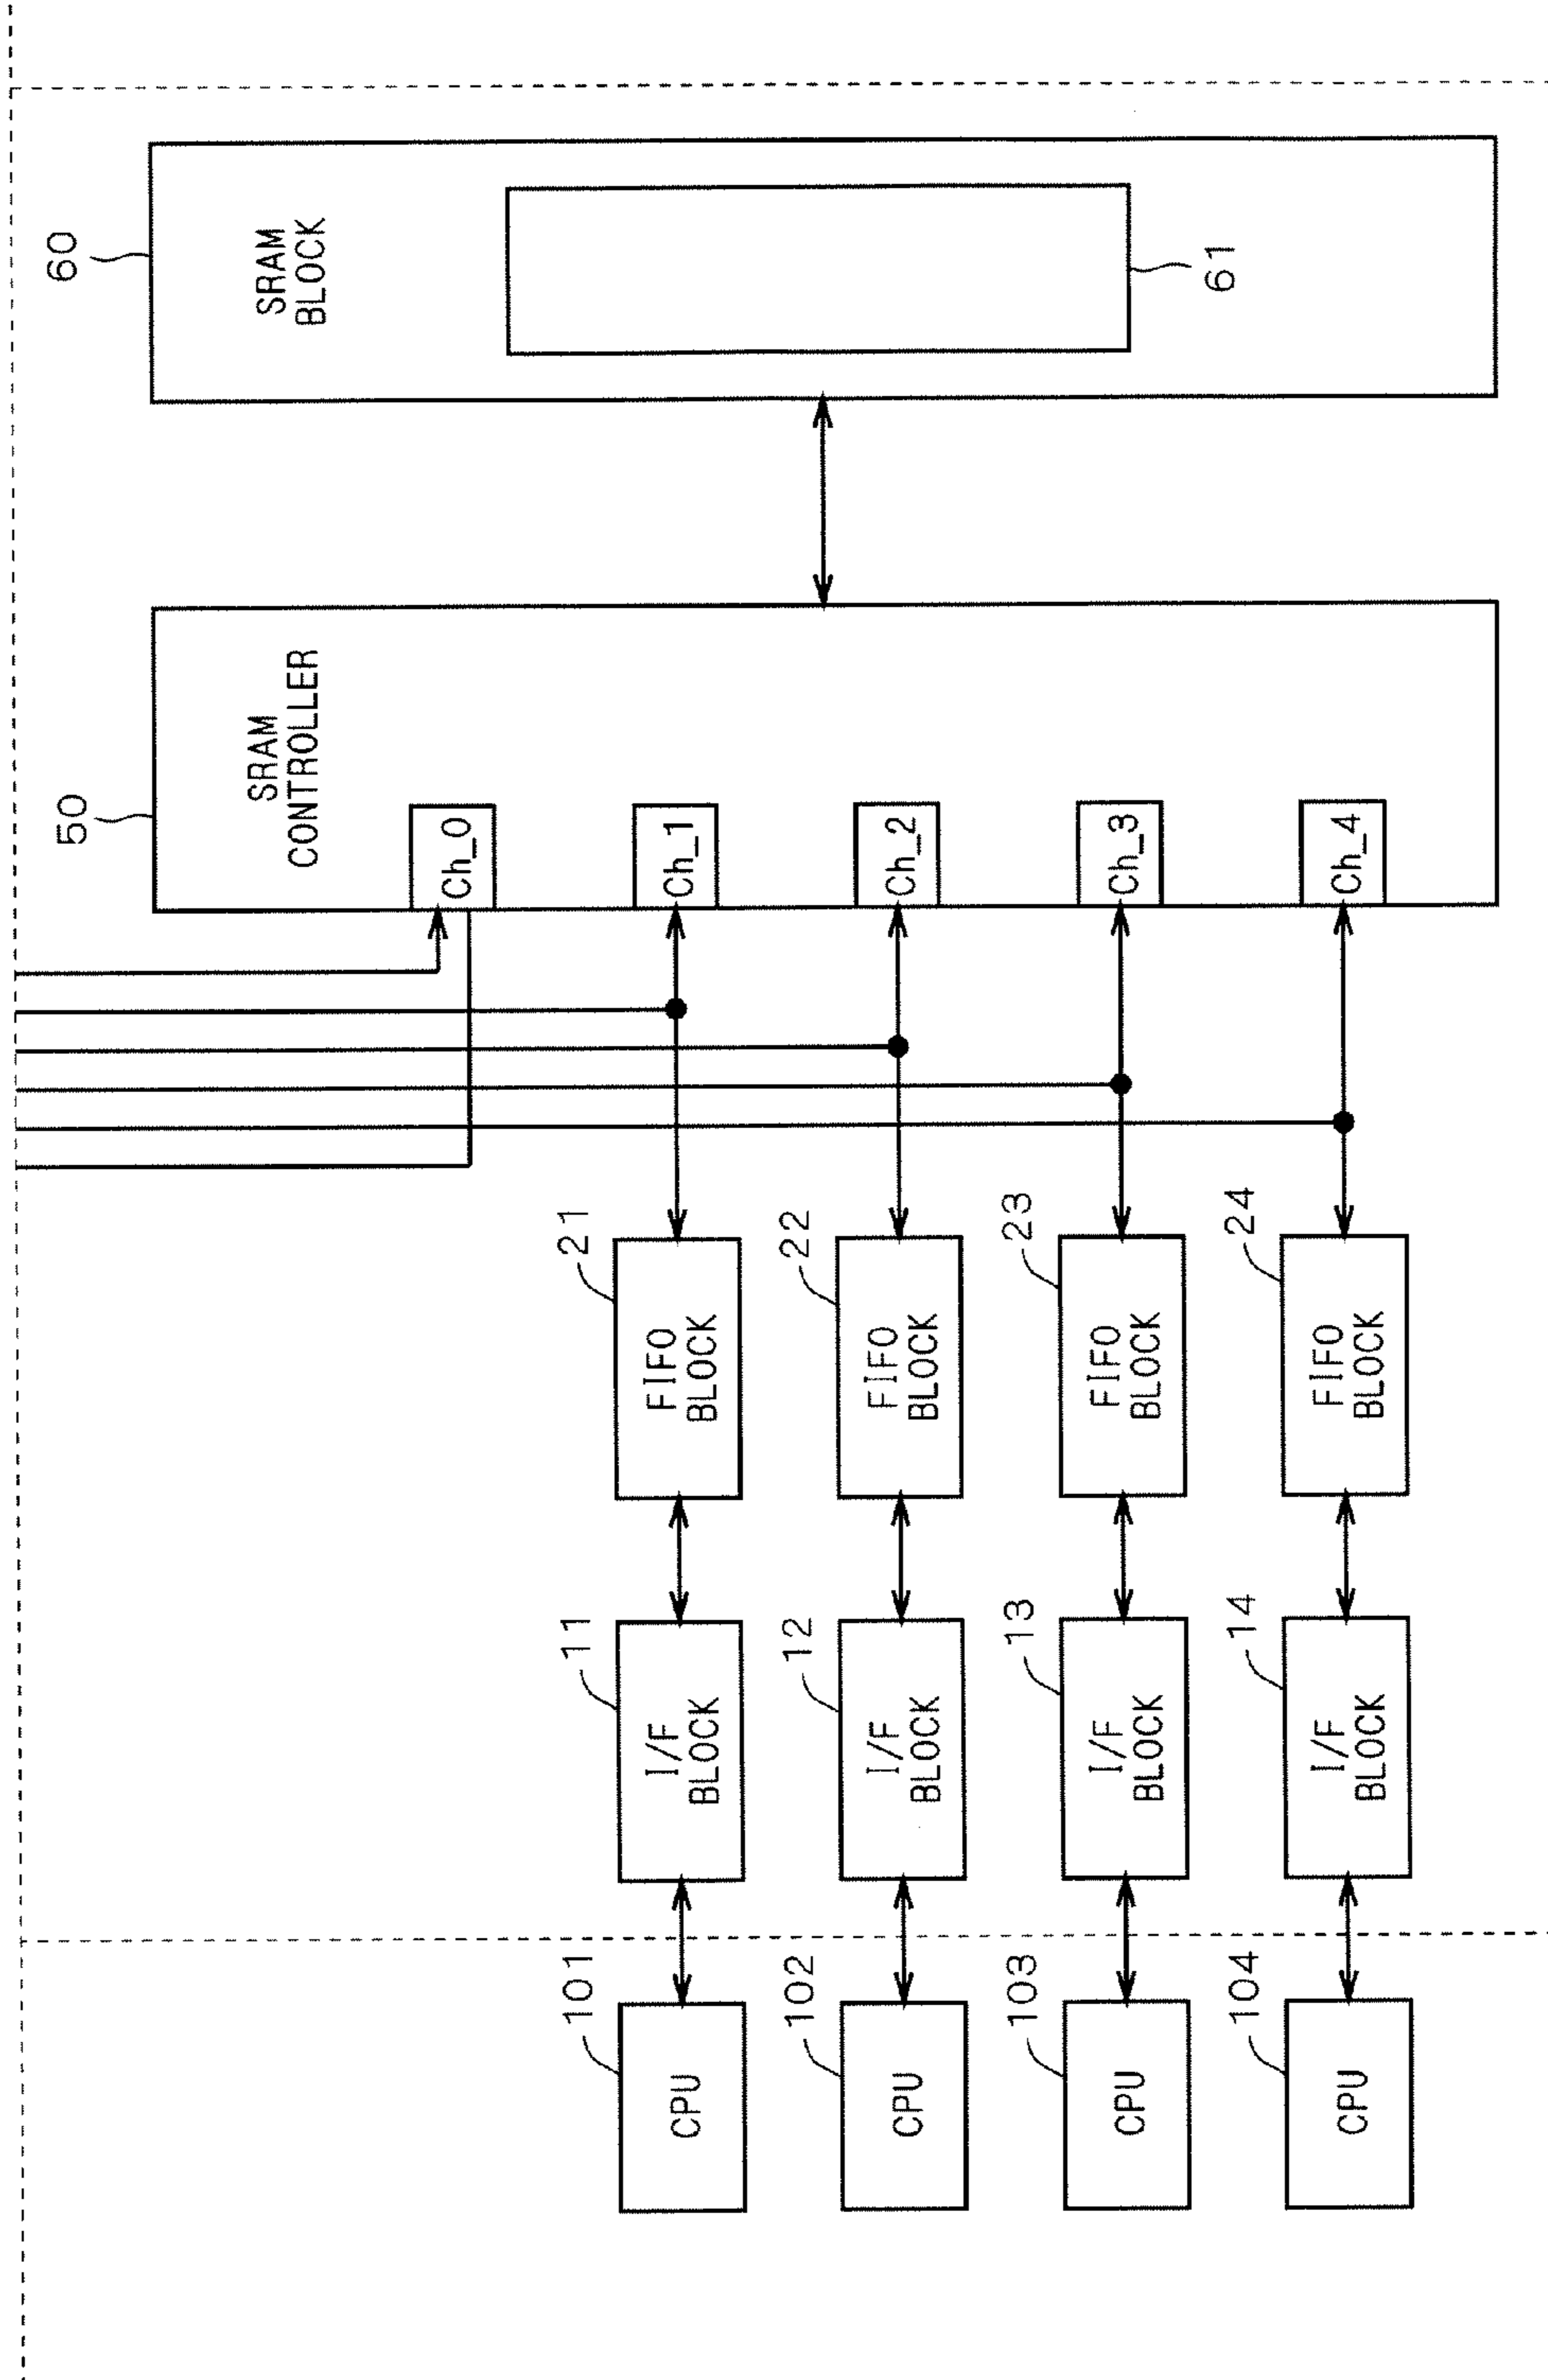 60
SRAM
BLOCK
61
50
SRAM
CONTROLLER
Ch_0
Ch_1
Ch_2
Ch_3
Ch_4
21
FIFO
BLOCK
22
FIFO
BLOCK
23
FIFO
BLOCK
24
FIFO
BLOCK
11
I/F
BLOCK
12
I/F
BLOCK
13
I/F
BLOCK
14
I/F
BLOCK
101
CPU
102
CPU
103
CPU
104
CPU